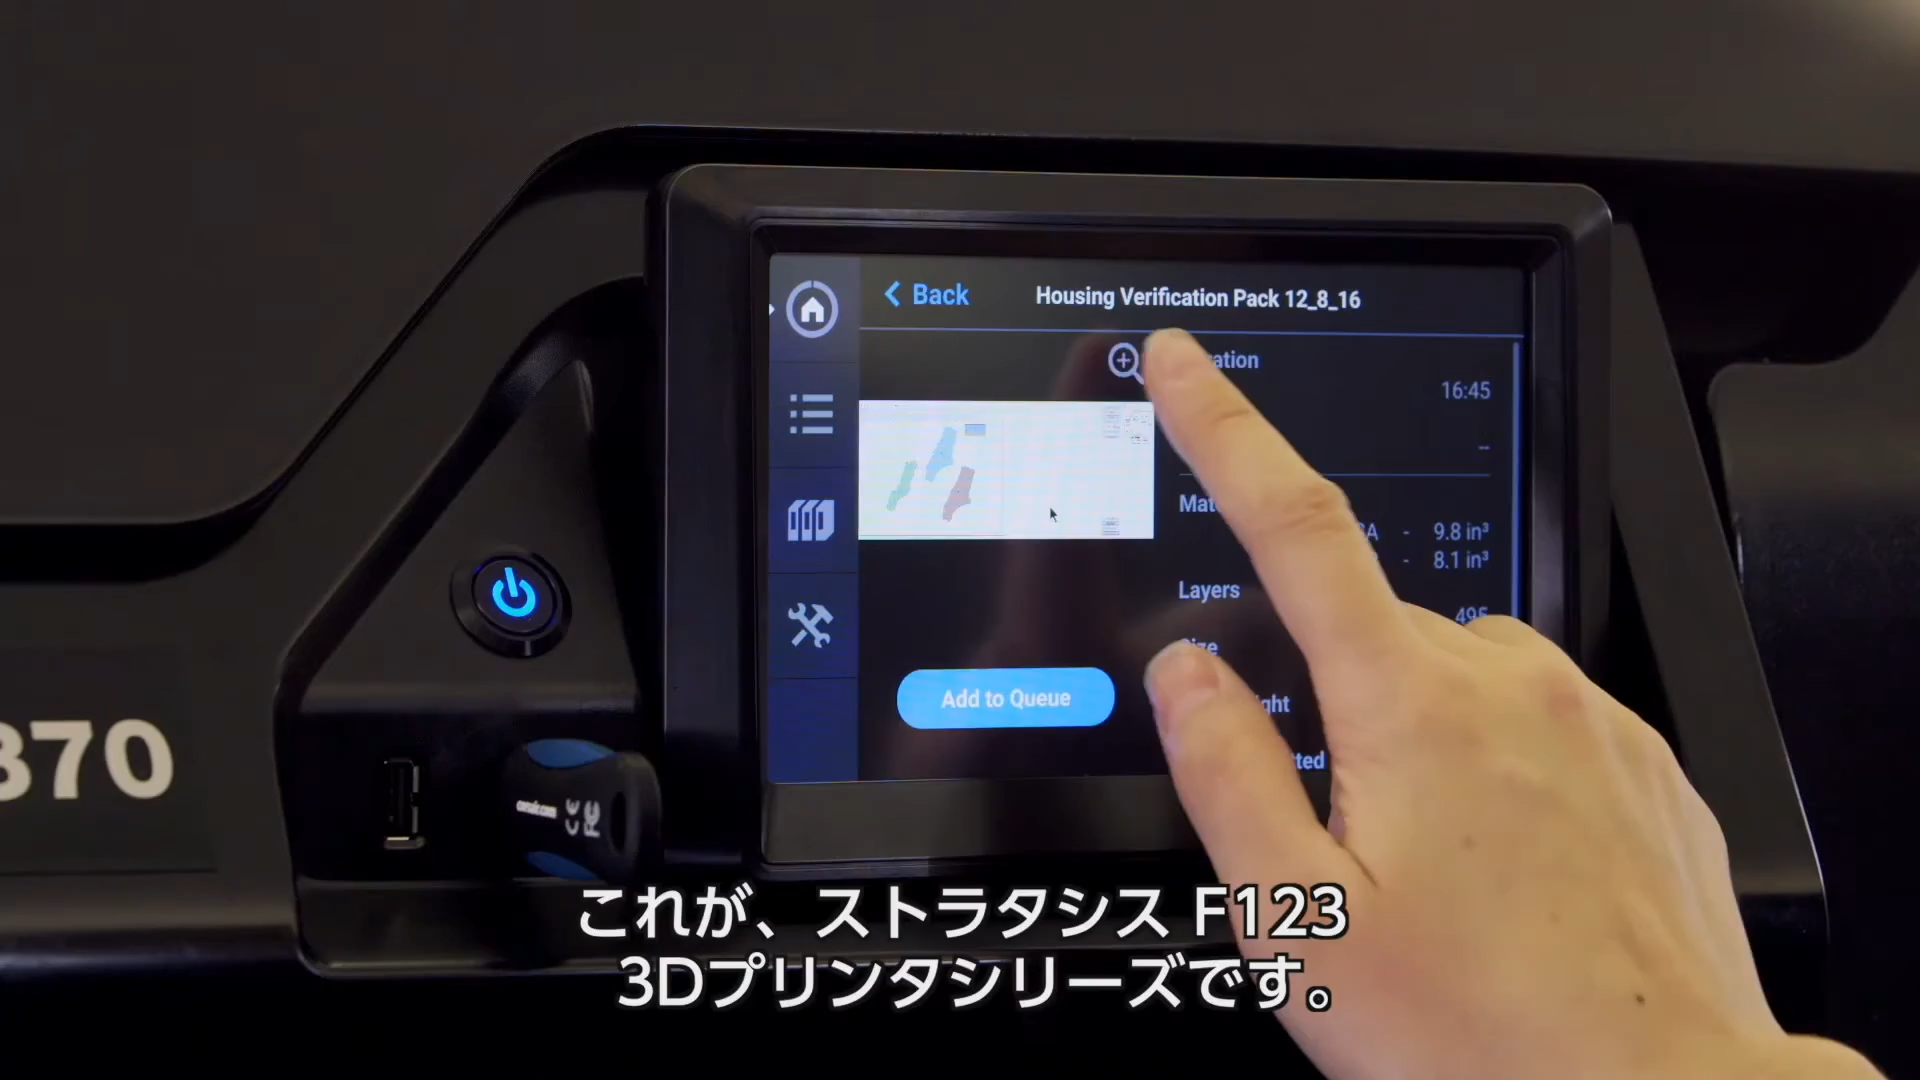 Back
Housing Verification Pack 12_8_16
16:45
--
- 9.8 in³
- 8.1 in³
Layers
Add to Queue
370
これが、ストラタシス F123
3Dプリンタシリーズです。